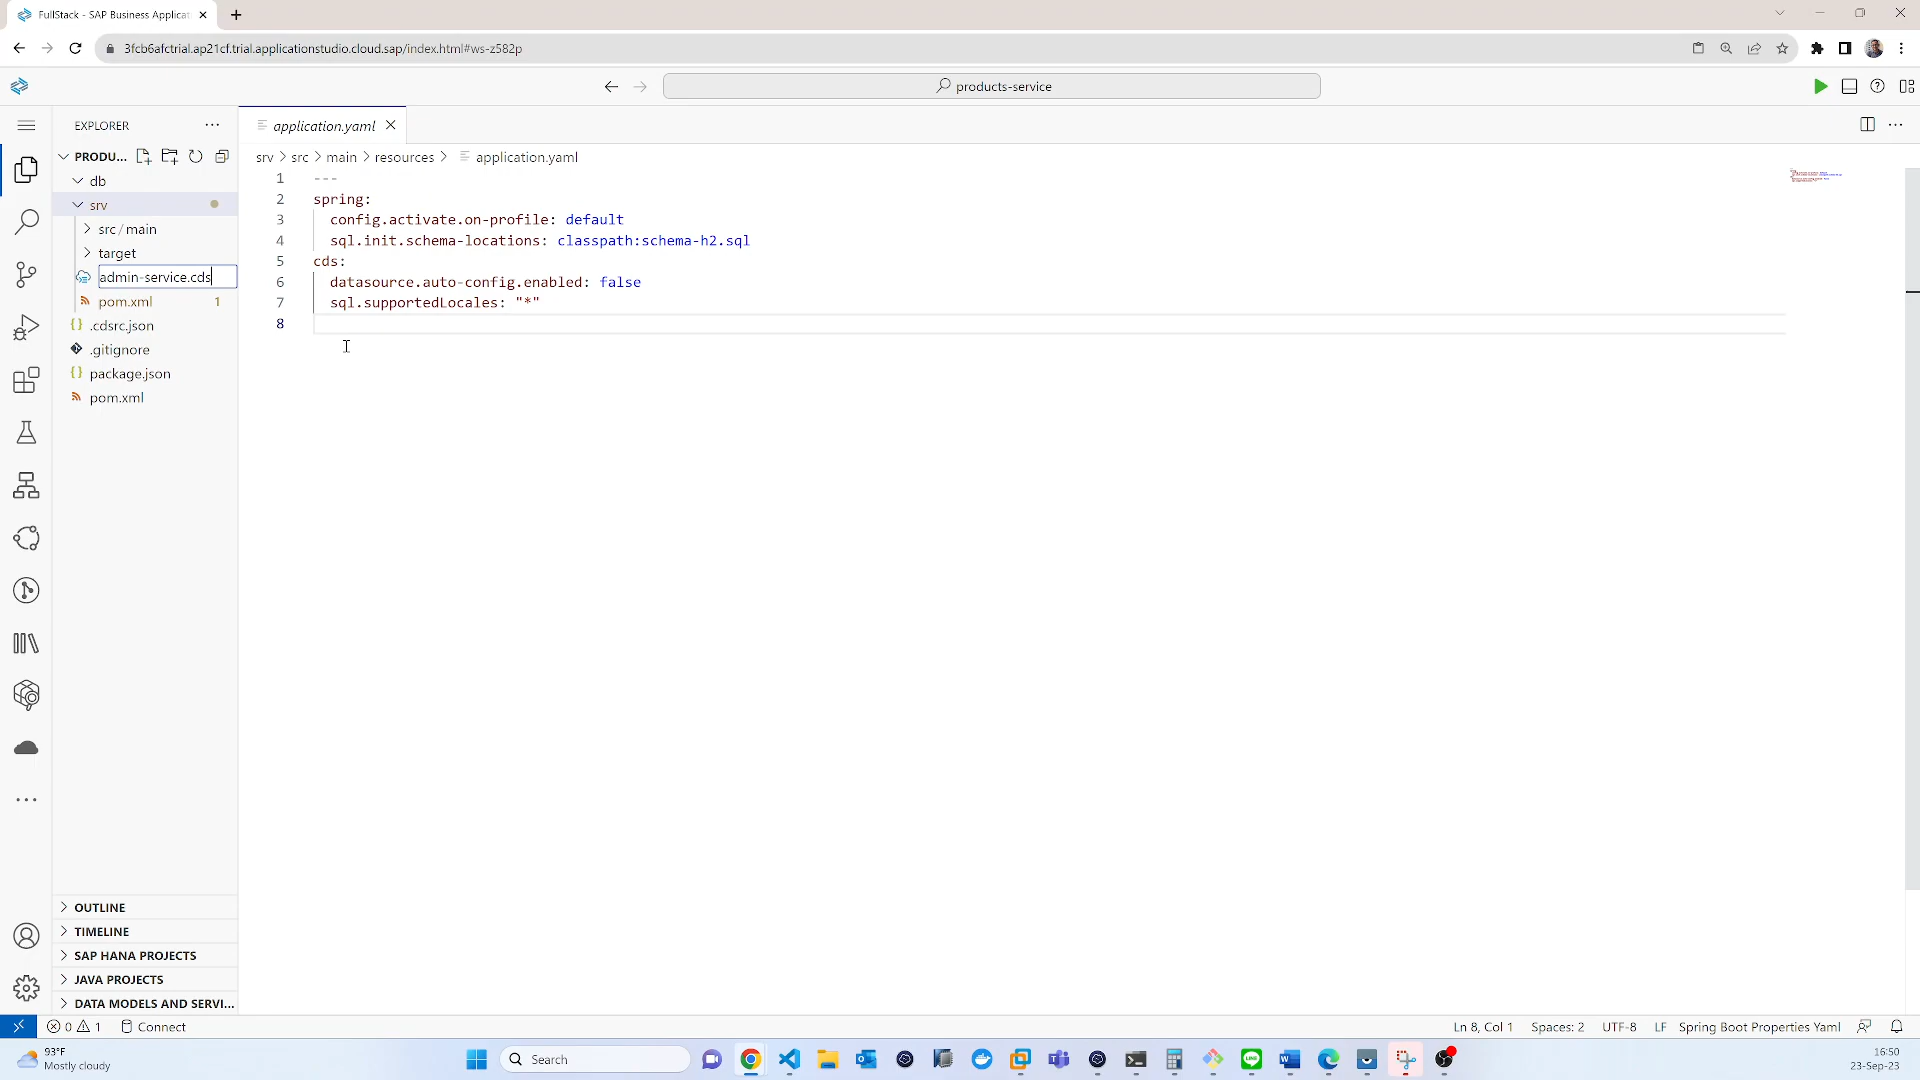 FullStack - SAP Business Applicati
3fcb6afctrial.ap21cf.trial.applicationstudio.cloud.sap/index.html#ws-z582p
products-service
EXPLORER
application.yaml
PRODU...
srv > src > main > resources > application.yaml
db
srv
src/main
target
admin-service.cds
pom.xml 1
.cdsrc.json
.gitignore
package.json
pom.xml
1 ---
2 spring:
3 config.activate.on-profile: default
4 sql.init.schema-locations: classpath:schema-h2.sql
5 cds:
6 datasource.auto-config.enabled: false
7 sql.supportedLocales: "*"
8
OUTLINE
TIMELINE
SAP HANA PROJECTS
JAVA PROJECTS
DATA MODELS AND SERVI...
0 1 Connect
Ln 8, Col 1 Spaces: 2 UTF-8 LF Spring Boot Properties Yaml
93°F
Mostly cloudy
Search
16:50
23-Sep-23